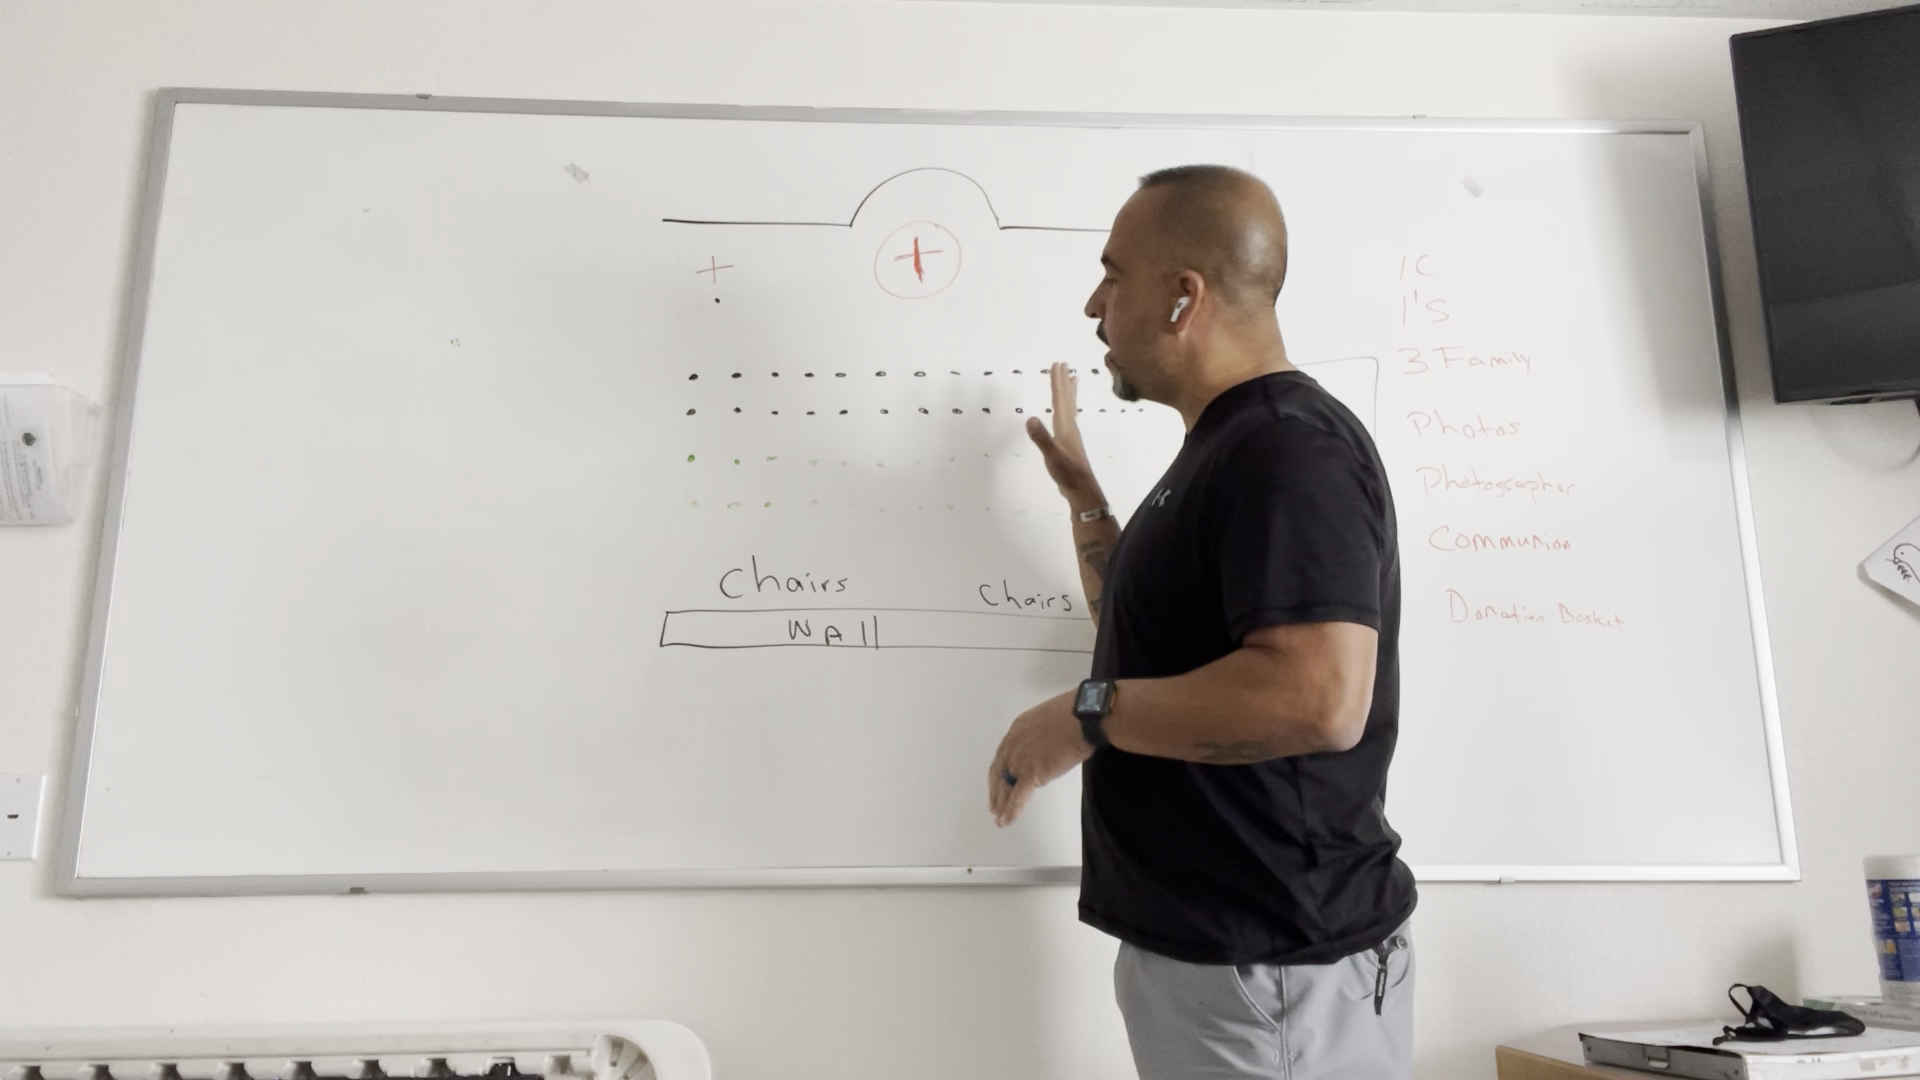 1C
1'S
3 Family
Photos
Photographer
Communion
Donation Basket
Chairs
Chairs
WAll